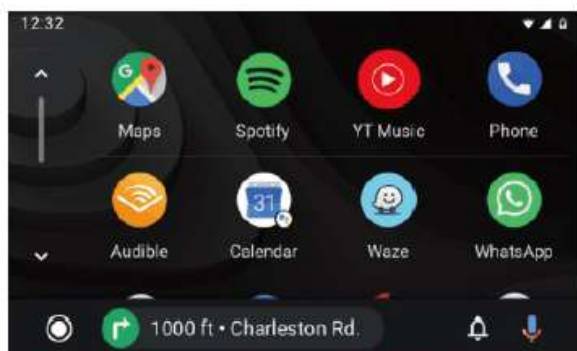 12:32
G
Maps Spotify YT Music Phone
31
Audible Calendar Waze WhatsApp
1000 ft • Charleston Rd.